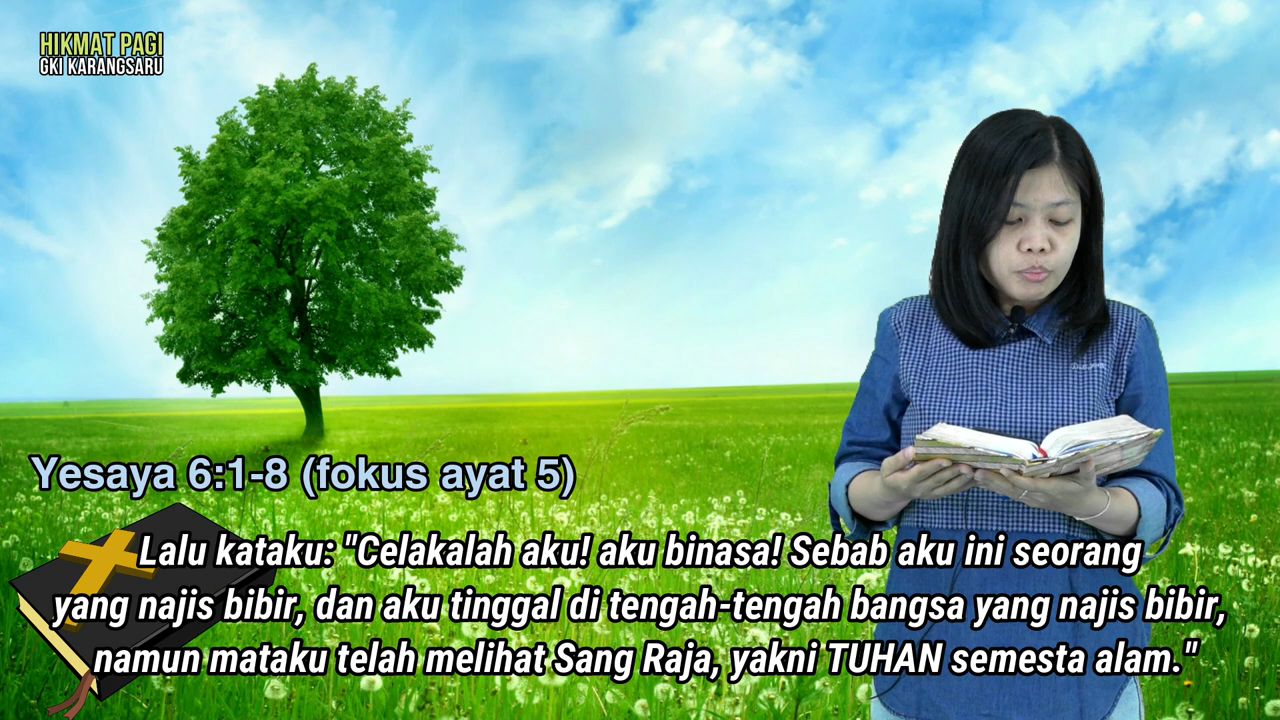 HIKMAT PAGI
GKI KARANGSARU
Yesaya 6:1-8 (fokus ayat 5)
Lalu kataku: "Celakalah aku! aku binasa! Sebab aku ini seorang
yang najis bibir, dan aku tinggal di tengah-tengah bangsa yang najis bibir,
namun mataku telah melihat Sang Raja, yakni TUHAN semesta alam."